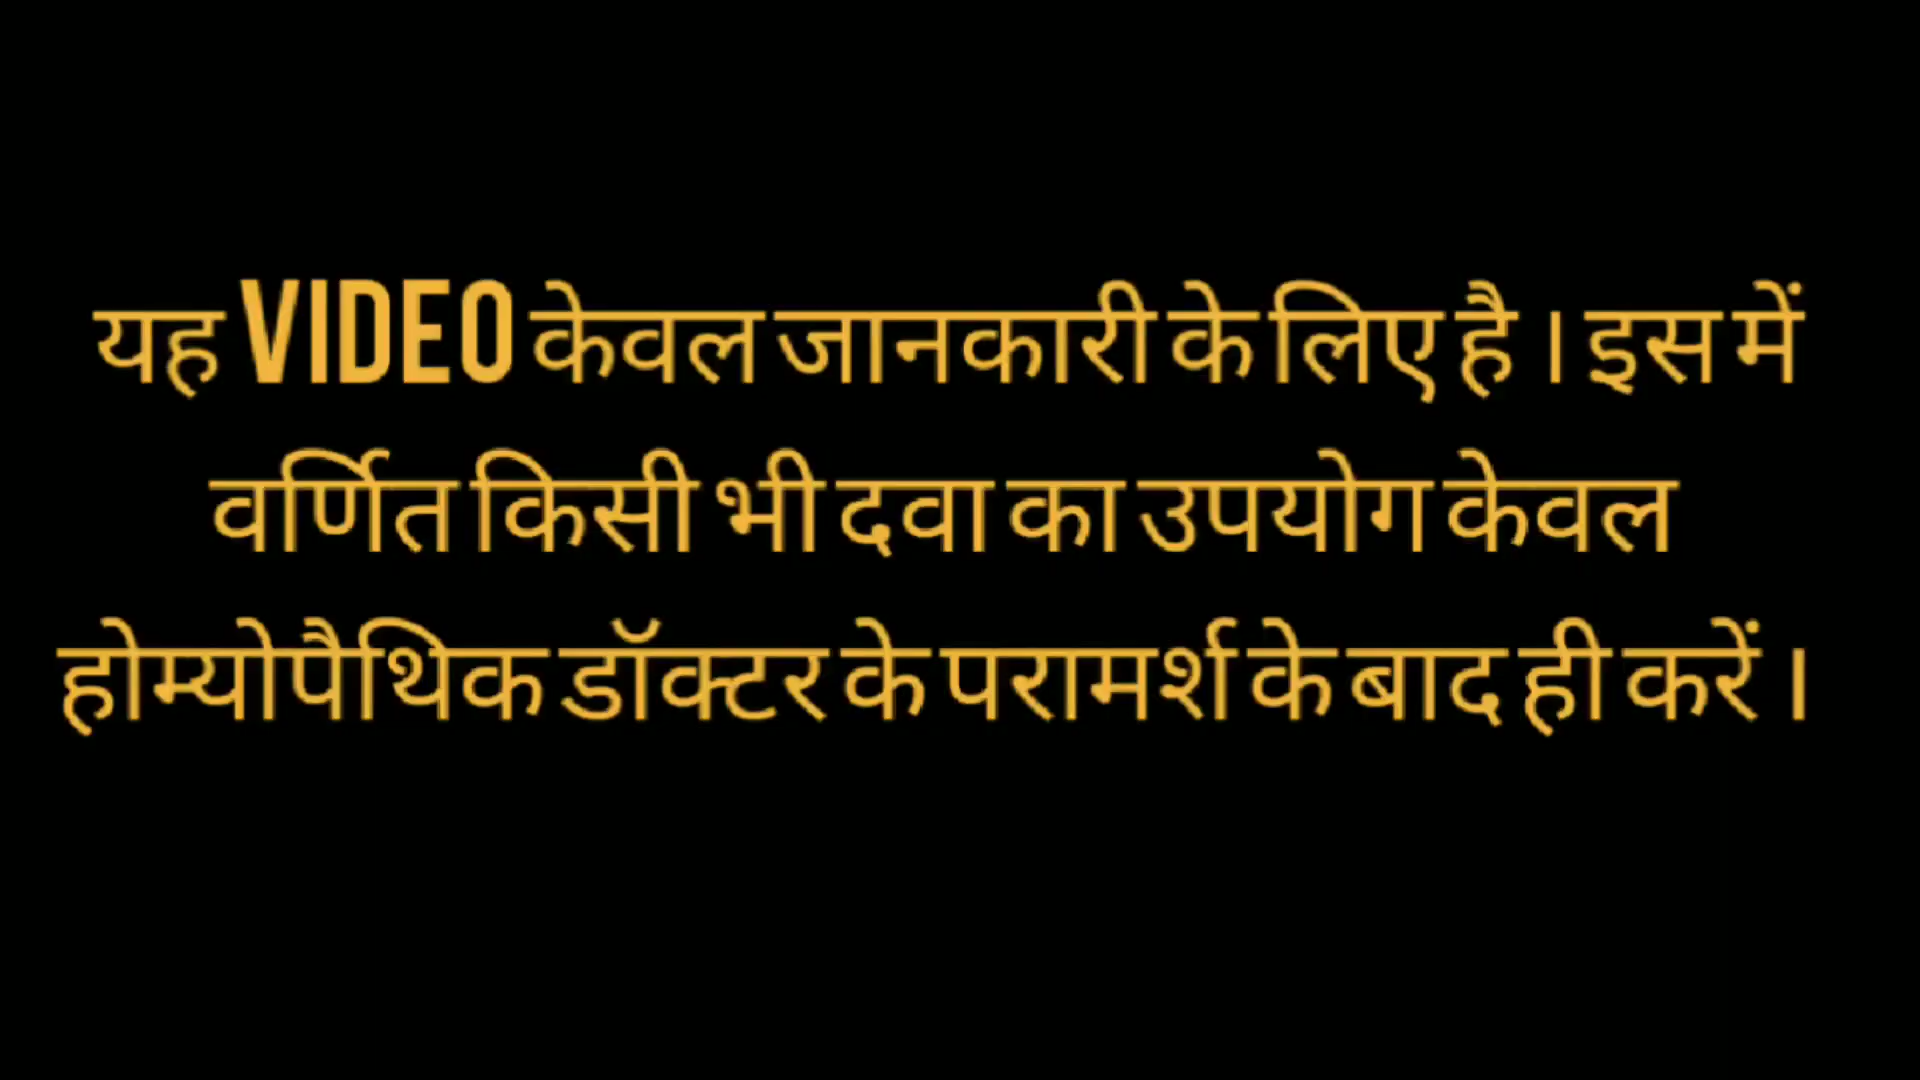 यह VIDEO केवल जानकारी के लिए है । इस में
वर्णित किसी भी दवा का उपयोग केवल
होम्योपैथिक डॉक्टर के परामर्श के बाद ही करें ।